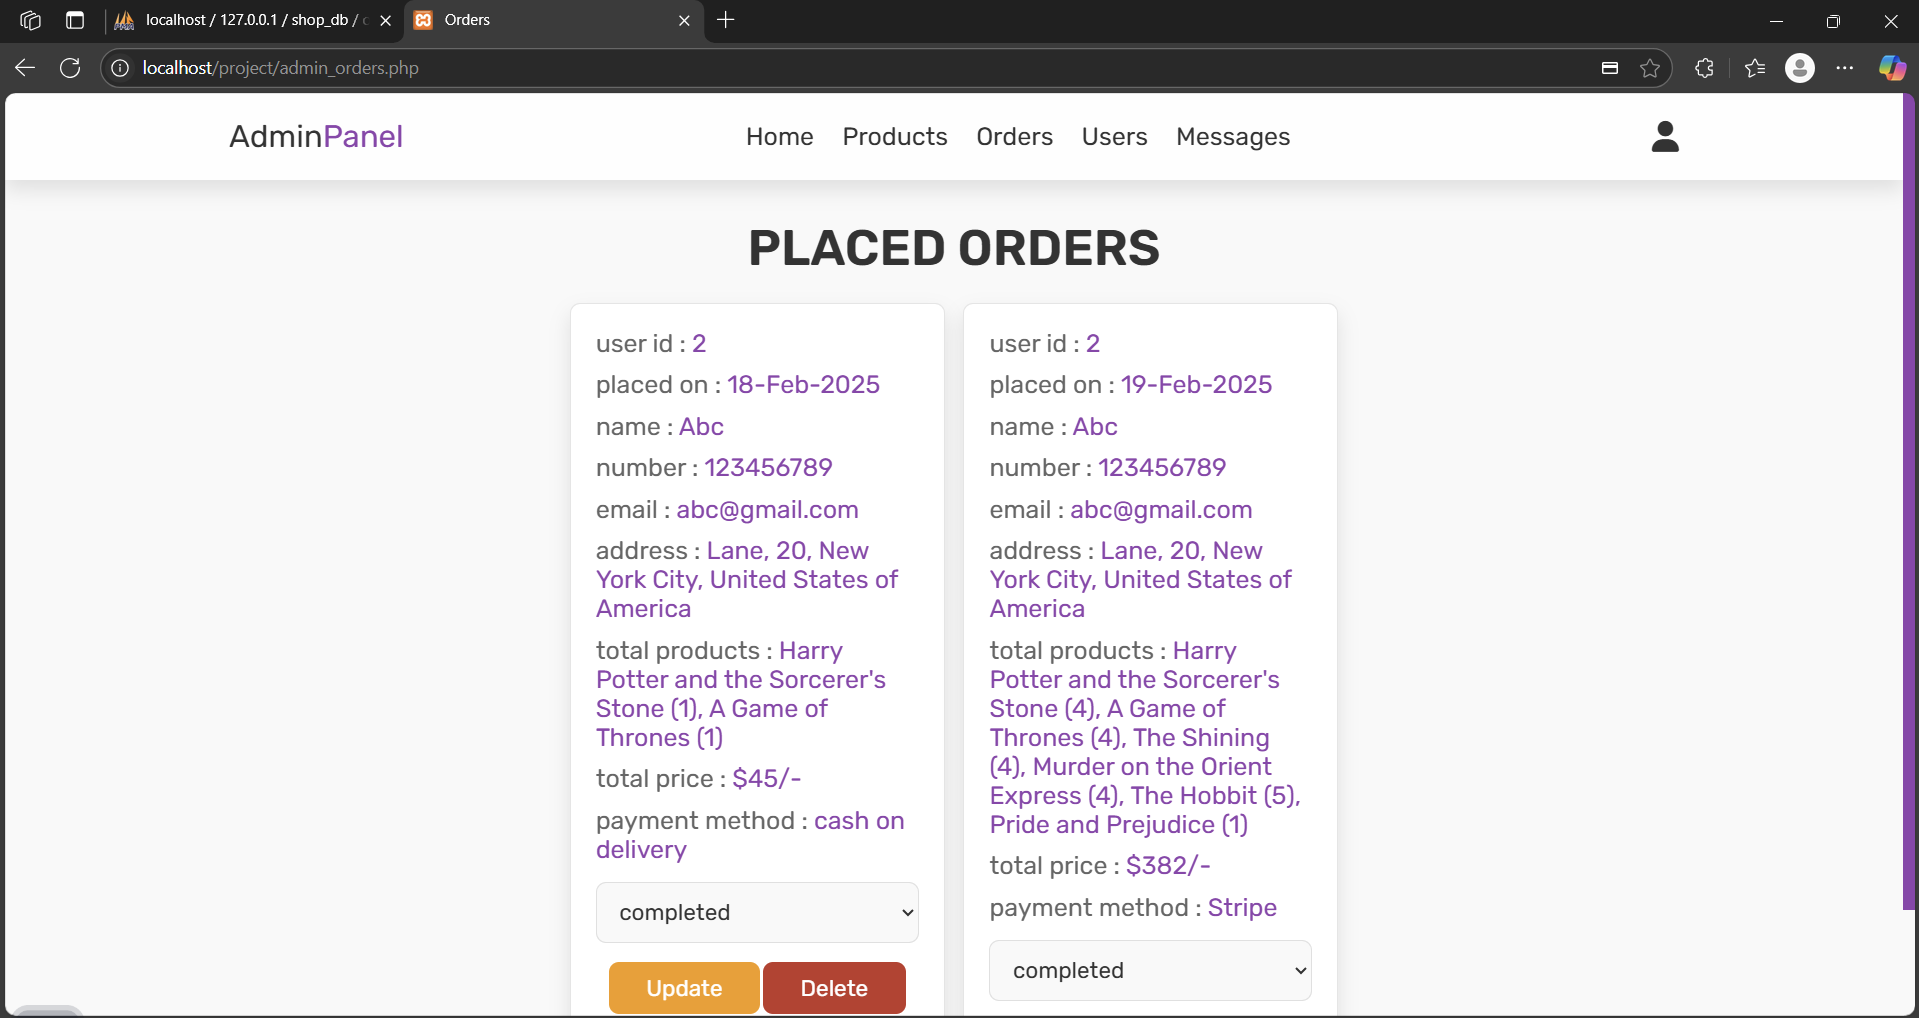 localhost / 127.0.0.1 / shop_db /
Orders
localhost/project/admin_orders.php
AdminPanel
Home Products Orders Users Messages
PLACED ORDERS
user id : 2
placed on : 18-Feb-2025
name : Abc
number : 123456789
email : abc@gmail.com
address : Lane, 20, New
York City, United States of
America
total products : Harry
Potter and the Sorcerer's
Stone (1), A Game of
Thrones (1)
total price : $45/-
payment method : cash on
delivery
completed
Update Delete
user id : 2
placed on : 19-Feb-2025
name : Abc
number : 123456789
email : abc@gmail.com
address : Lane, 20, New
York City, United States of
America
total products : Harry
Potter and the Sorcerer's
Stone (4), A Game of
Thrones (4), The Shining
(4), Murder on the Orient
Express (4), The Hobbit (5),
Pride and Prejudice (1)
total price : $382/-
payment method : Stripe
completed